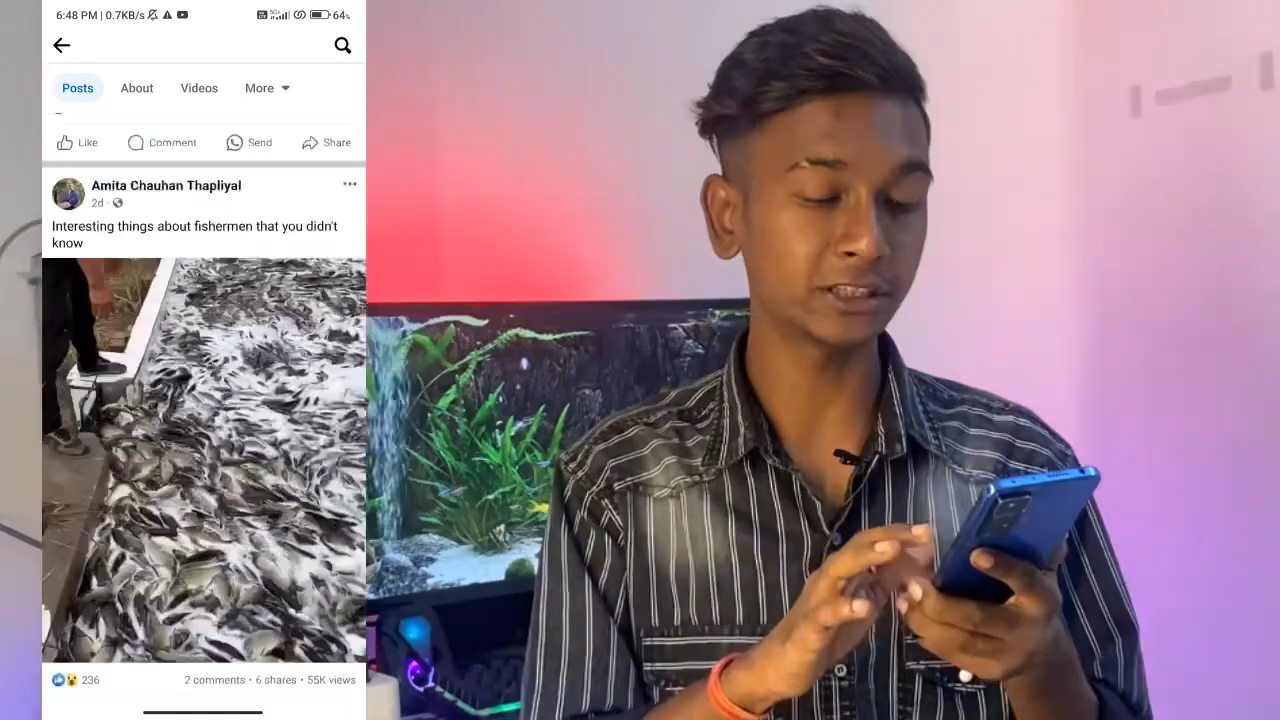 6:48 PM | 0.7KB/s
64%
Posts
About
Videos
More
Like
Comment
Send
Share
Amita Chauhan Thapliyal
2d
Interesting things about fishermen that you didn't
know
236
2 comments • 6 shares • 55K views